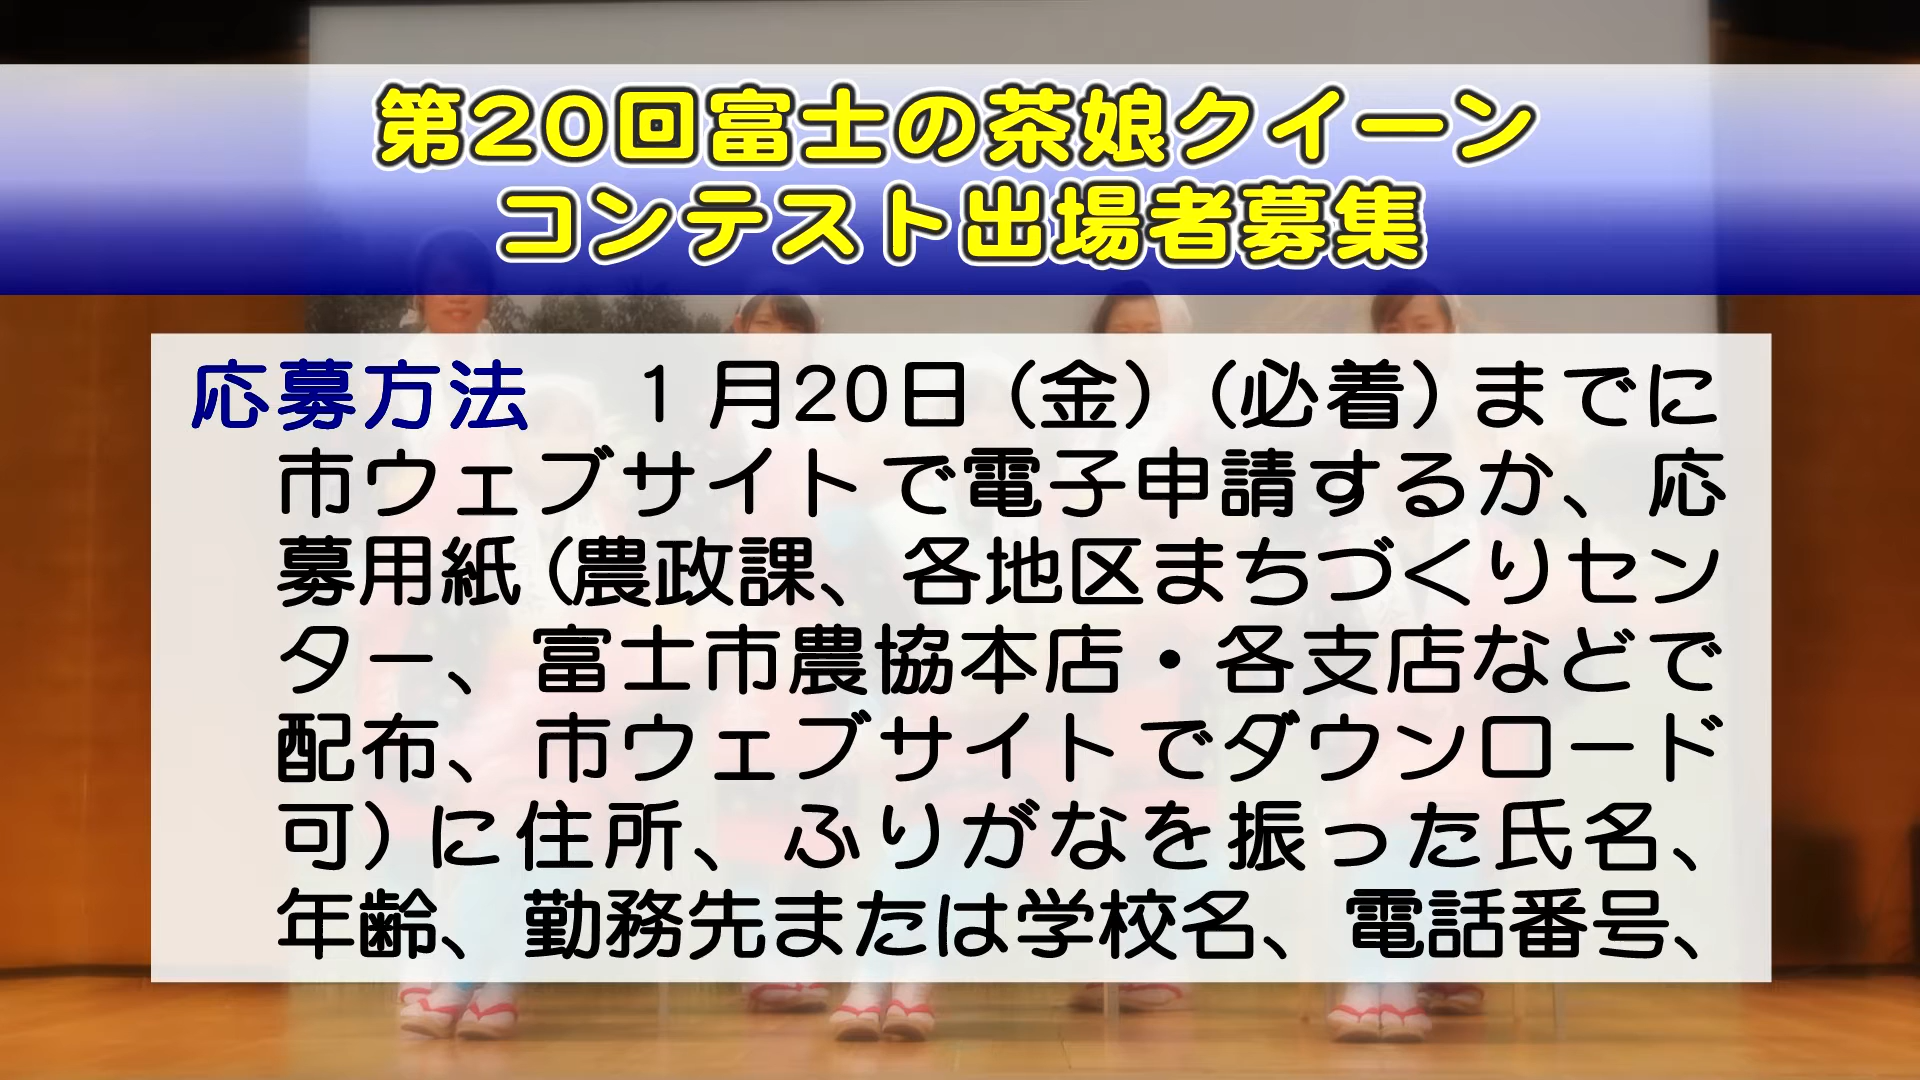 第20回富士の茶娘クイーン
コンテスト出場者募集
応募方法　１月20日（金）（必着）までに
市ウェブサイトで電子申請するか、応
募用紙（農政課、各地区まちづくりセン
ター、富士市農協本店・各支店などで
配布、市ウェブサイトでダウンロード
可）に住所、ふりがなを振った氏名、
年齢、勤務先または学校名、電話番号、